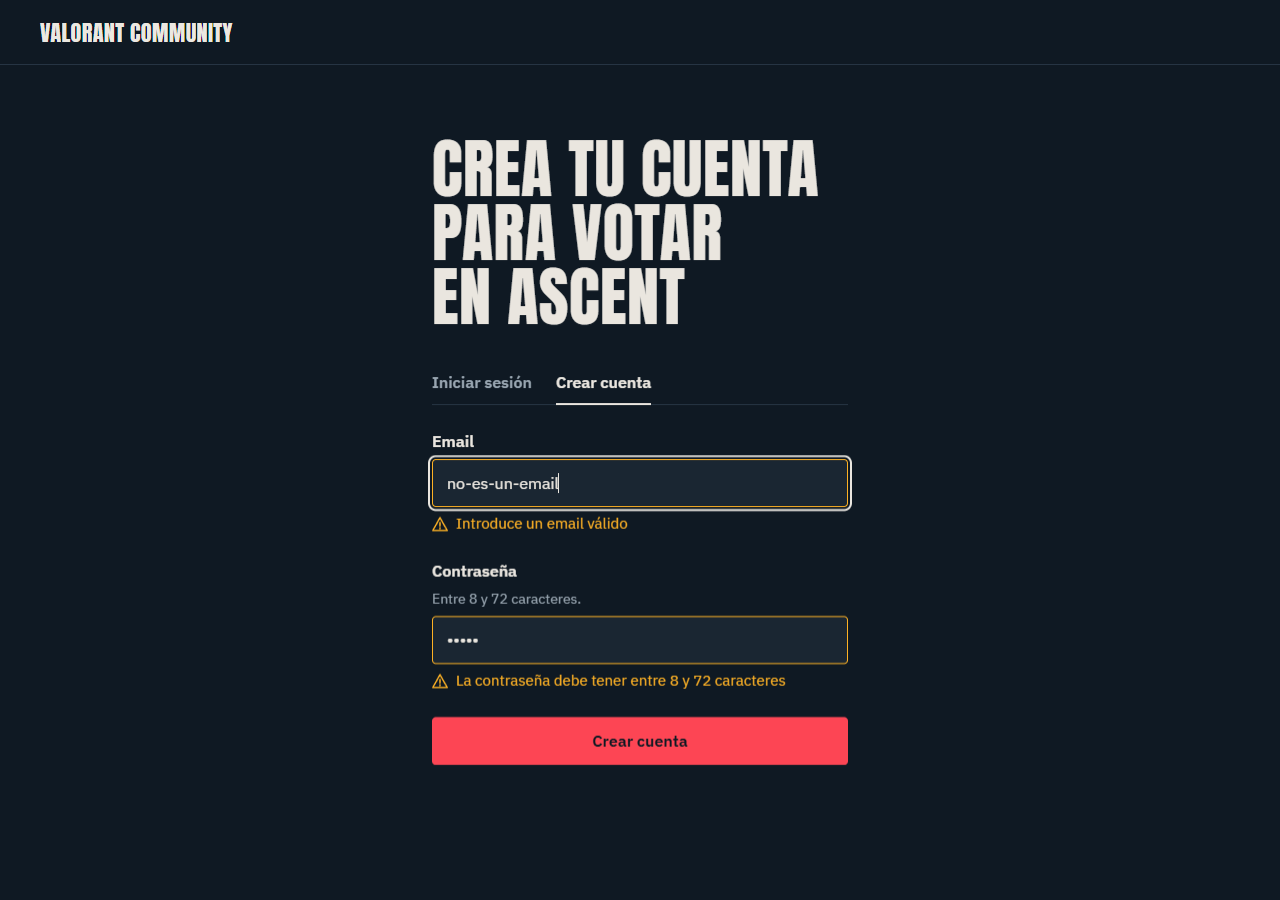 VALORANT COMMUNITY
CREA TU CUENTA
PARA VOTAR
EN ASCENT
Iniciar sesión Crear cuenta
Email
no-es-un-email
Introduce un email válido
Contraseña
Entre 8 y 72 caracteres.
•••••
La contraseña debe tener entre 8 y 72 caracteres
Crear cuenta